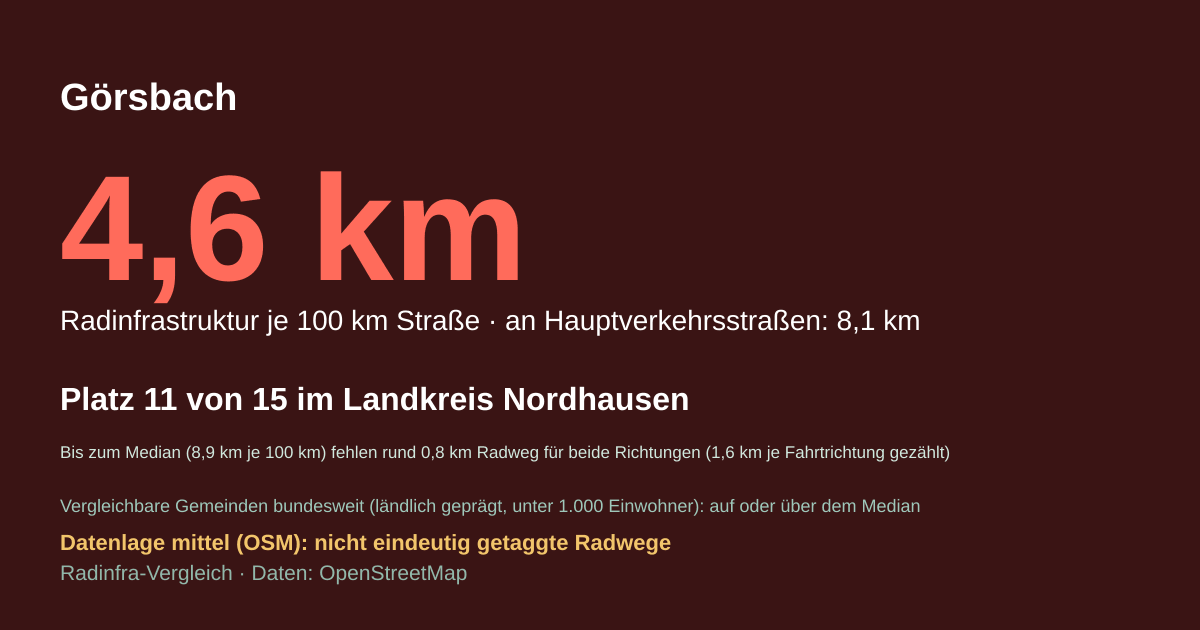 Görsbach
4,6 km
Radinfrastruktur je 100 km Straße · an Hauptverkehrsstraßen: 8,1 km
Platz 11 von 15 im Landkreis Nordhausen
Bis zum Median (8,9 km je 100 km) fehlen rund 0,8 km Radweg für beide Richtungen (1,6 km je Fahrtrichtung gezählt)
Vergleichbare Gemeinden bundesweit (ländlich geprägt, unter 1.000 Einwohner): auf oder über dem Median
Datenlage mittel (OSM): nicht eindeutig getaggte Radwege
Radinfra-Vergleich · Daten: OpenStreetMap